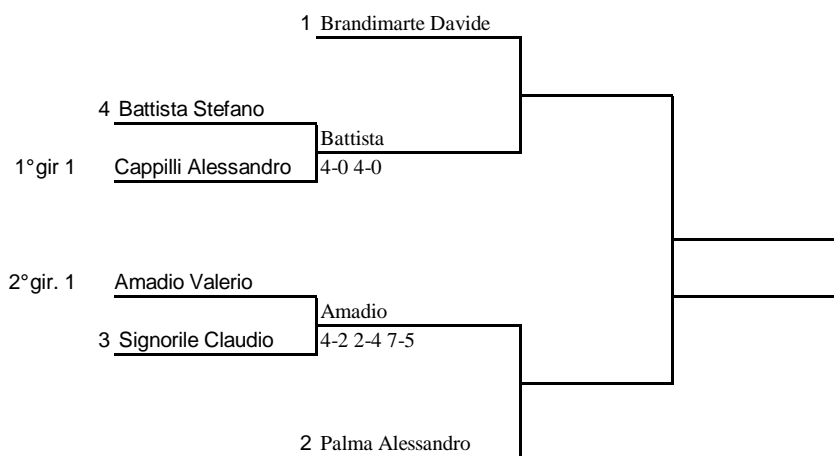 1 Brandimarte Davide
4 Battista Stefano
Battista
1°gir 1 Cappilli Alessandro 4-0 4-0
2°gir. 1 Amadio Valerio
Amadio
3 Signorile Claudio 4-2 2-4 7-5
2 Palma Alessandro